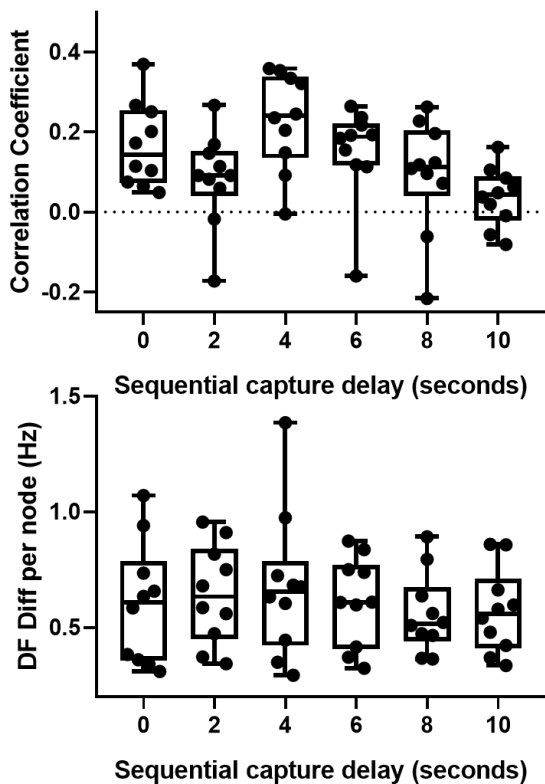 Correlation Coefficient
0.4
0.2
0.0
-0.2
0 2 4 6 8 10
Sequential capture delay (seconds)
DF Diff per node (Hz)
1.5
1.0
0.5
0 2 4 6 8 10
Sequential capture delay (seconds)